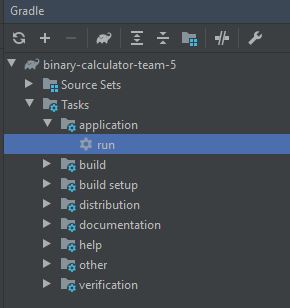 Gradle
binary-calculator-team-5
Source Sets
Tasks
application
run
build
build setup
distribution
documentation
help
other
verification